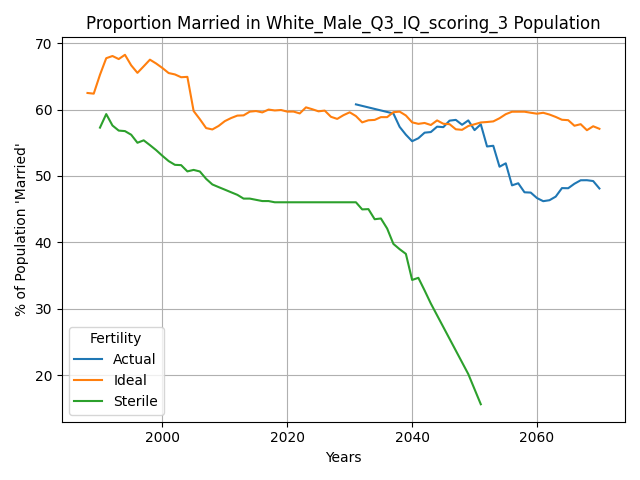 Proportion Married in White_Male_Q3_IQ_scoring_3 Population
% of Population 'Married'
70
60
50
40
30
20
Fertility
Actual
Ideal
Sterile
2000 2020 2040 2060
Years